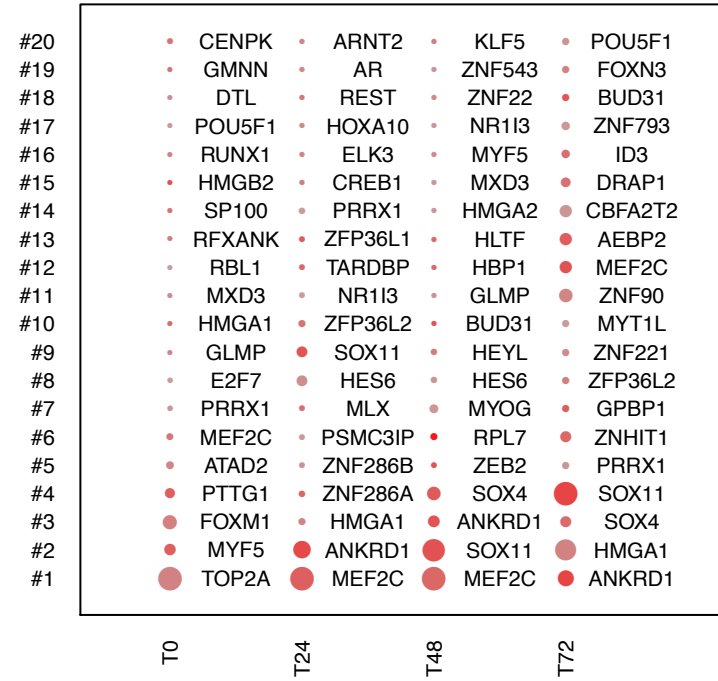 #20 CENPK ARNT2 KLF5 POU5F1
#19 GMNN AR ZNF543 FOXN3
#18 DTL REST ZNF22 BUD31
#17 POU5F1 HOXA10 NR1I3 ZNF793
#16 RUNX1 ELK3 MYF5 ID3
#15 HMGB2 CREB1 MXD3 DRAP1
#14 SP100 PRRX1 HMGA2 CBFA2T2
#13 RFXANK ZFP36L1 HLTF AEBP2
#12 RBL1 TARDBP HBP1 MEF2C
#11 MXD3 NR1I3 GLMP ZNF90
#10 HMGA1 ZFP36L2 BUD31 MYT1L
#9 GLMP SOX11 HEYL ZNF221
#8 E2F7 HES6 HES6 ZFP36L2
#7 PRRX1 MLX MYOG GPBP1
#6 MEF2C PSMC3IP RPL7 ZNHIT1
#5 ATAD2 ZNF286B ZEB2 PRRX1
#4 PTTG1 ZNF286A SOX4 SOX11
#3 FOXM1 HMGA1 ANKRD1 SOX4
#2 MYF5 ANKRD1 SOX11 HMGA1
#1 TOP2A MEF2C MEF2C ANKRD1
T0 T24 T48 T72